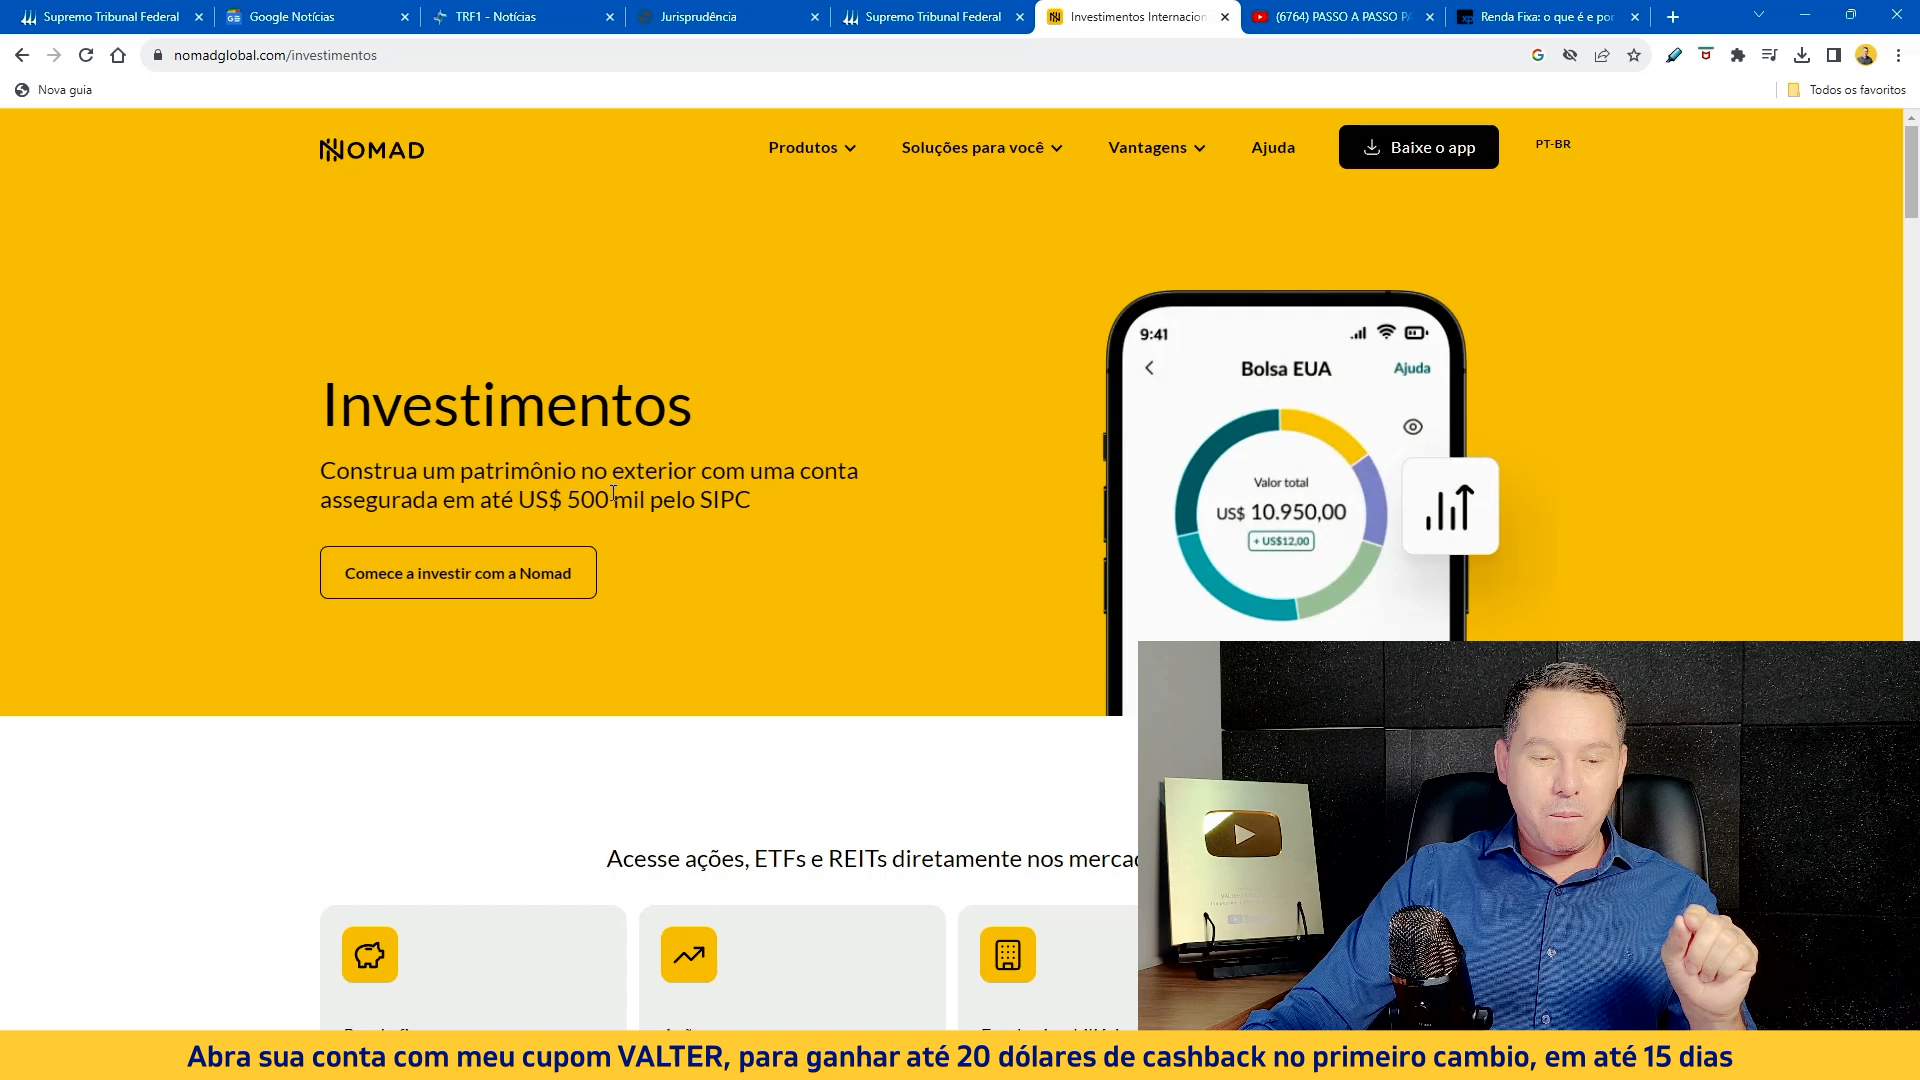 Supremo Tribunal Federal
Google Notícias
TRF1 - Notícias
Jurisprudência
Supremo Tribunal Federal
Investimentos Internacion
(6764) PASSO A PASSO P
Renda Fixa: o que é e por
nomadglobal.com/investimentos
Nova guia
Todos os favoritos
NOMAD
Produtos
Soluções para você
Vantagens
Ajuda
Baixe o app
PT-BR
9:41
Bolsa EUA
Ajuda
Valor total
US$ 10.950,00
+ US$12,00
Investimentos
Construa um patrimônio no exterior com uma conta
assegurada em até US$ 500 mil pelo SIPC
Comece a investir com a Nomad
Acesse ações, ETFs e REITs diretamente nos merca
Abra sua conta com meu cupom VALTER, para ganhar até 20 dólares de cashback no primeiro cambio, em até 15 dias